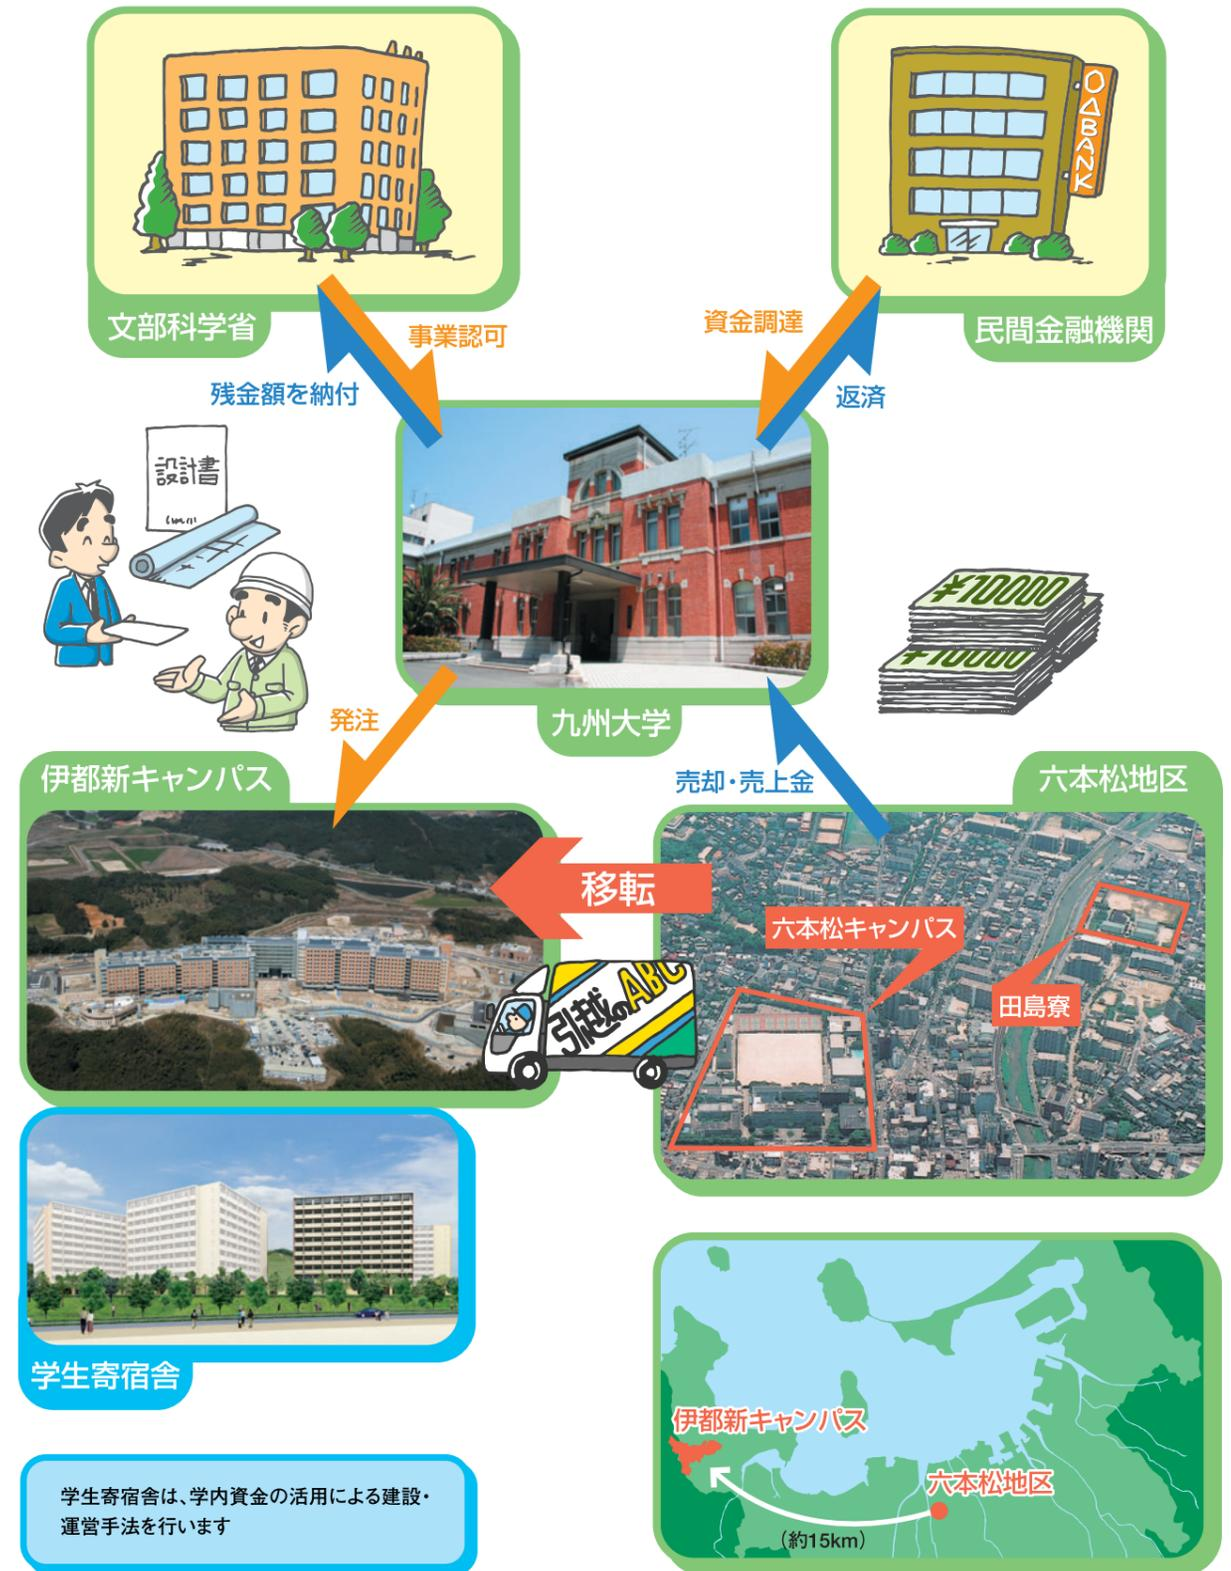 ○△BANK
文部科学省
民間金融機関
事業認可
資金調達
残金額を納付
返済
設計書
¥10000
¥10000
発注
九州大学
伊都新キャンパス
売却・売上金
六本松地区
移転
六本松キャンパス
田島寮
引越のABC
学生寄宿舎
伊都新キャンパス
六本松地区
(約15km)
学生寄宿舎は、学内資金の活用による建設・
運営手法を行います